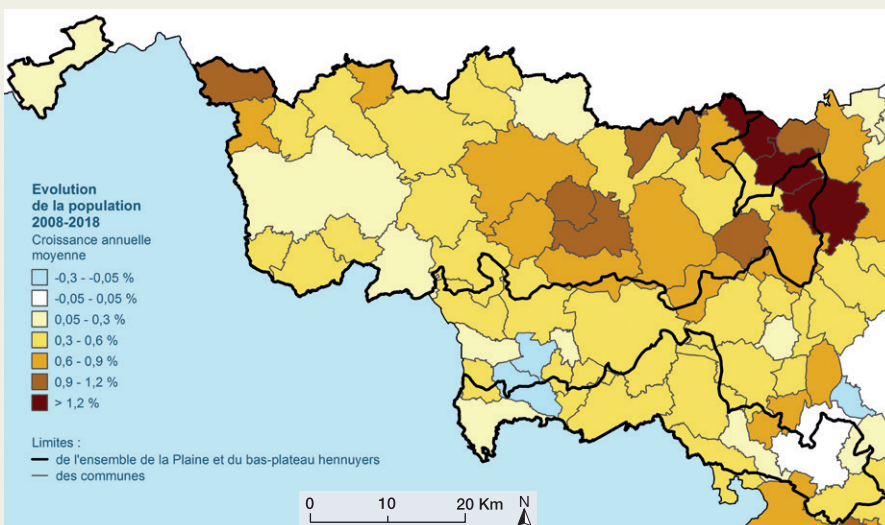 Evolution
de la population
2008-2018
Croissance annuelle
moyenne
-0,3 - -0,05 %
-0,05 - 0,05 %
0,05 - 0,3 %
0,3 - 0,6 %
0,6 - 0,9 %
0,9 - 1,2 %
> 1,2 %
Limites :
de l'ensemble de la Plaine et du bas-plateau hennuyers
des communes
0 10 20 Km N